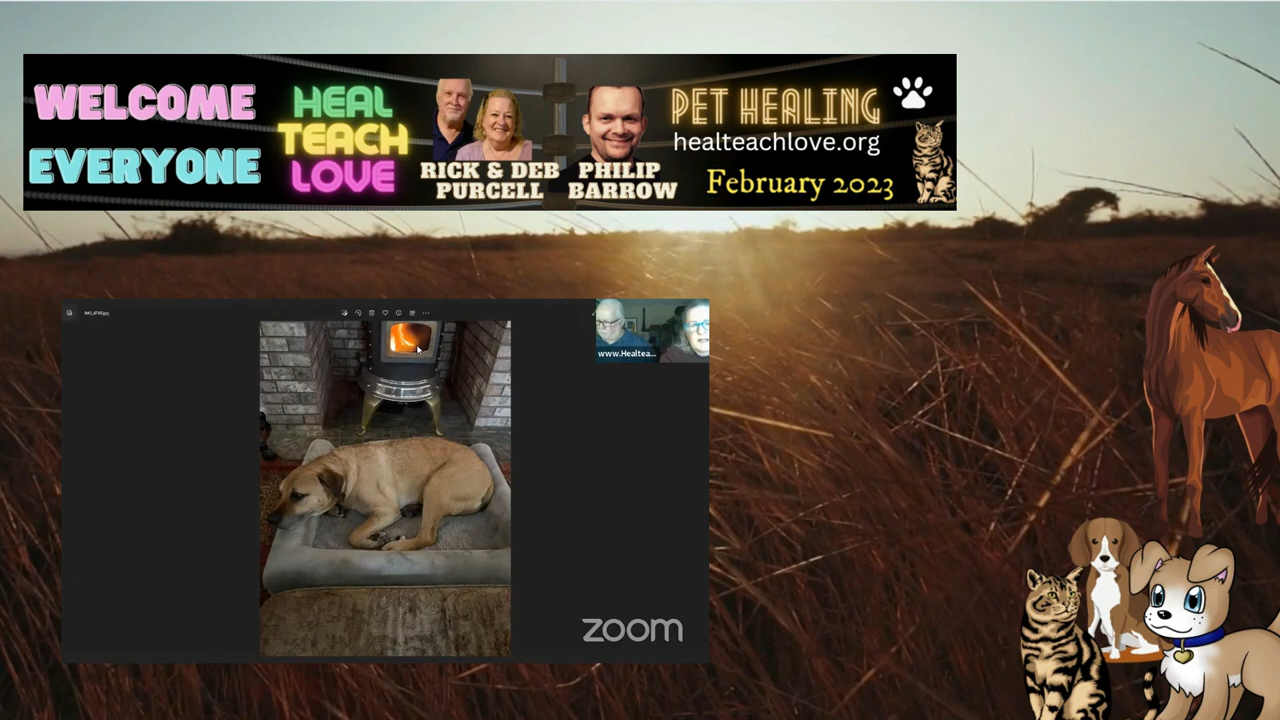 WELCOME
EVERYONE
HEAL
TEACH
LOVE
RICK & DEB
PURCELL
PHILIP
BARROW
PET HEALING
healteachlove.org
February 2023
www.Healtea...
zoom